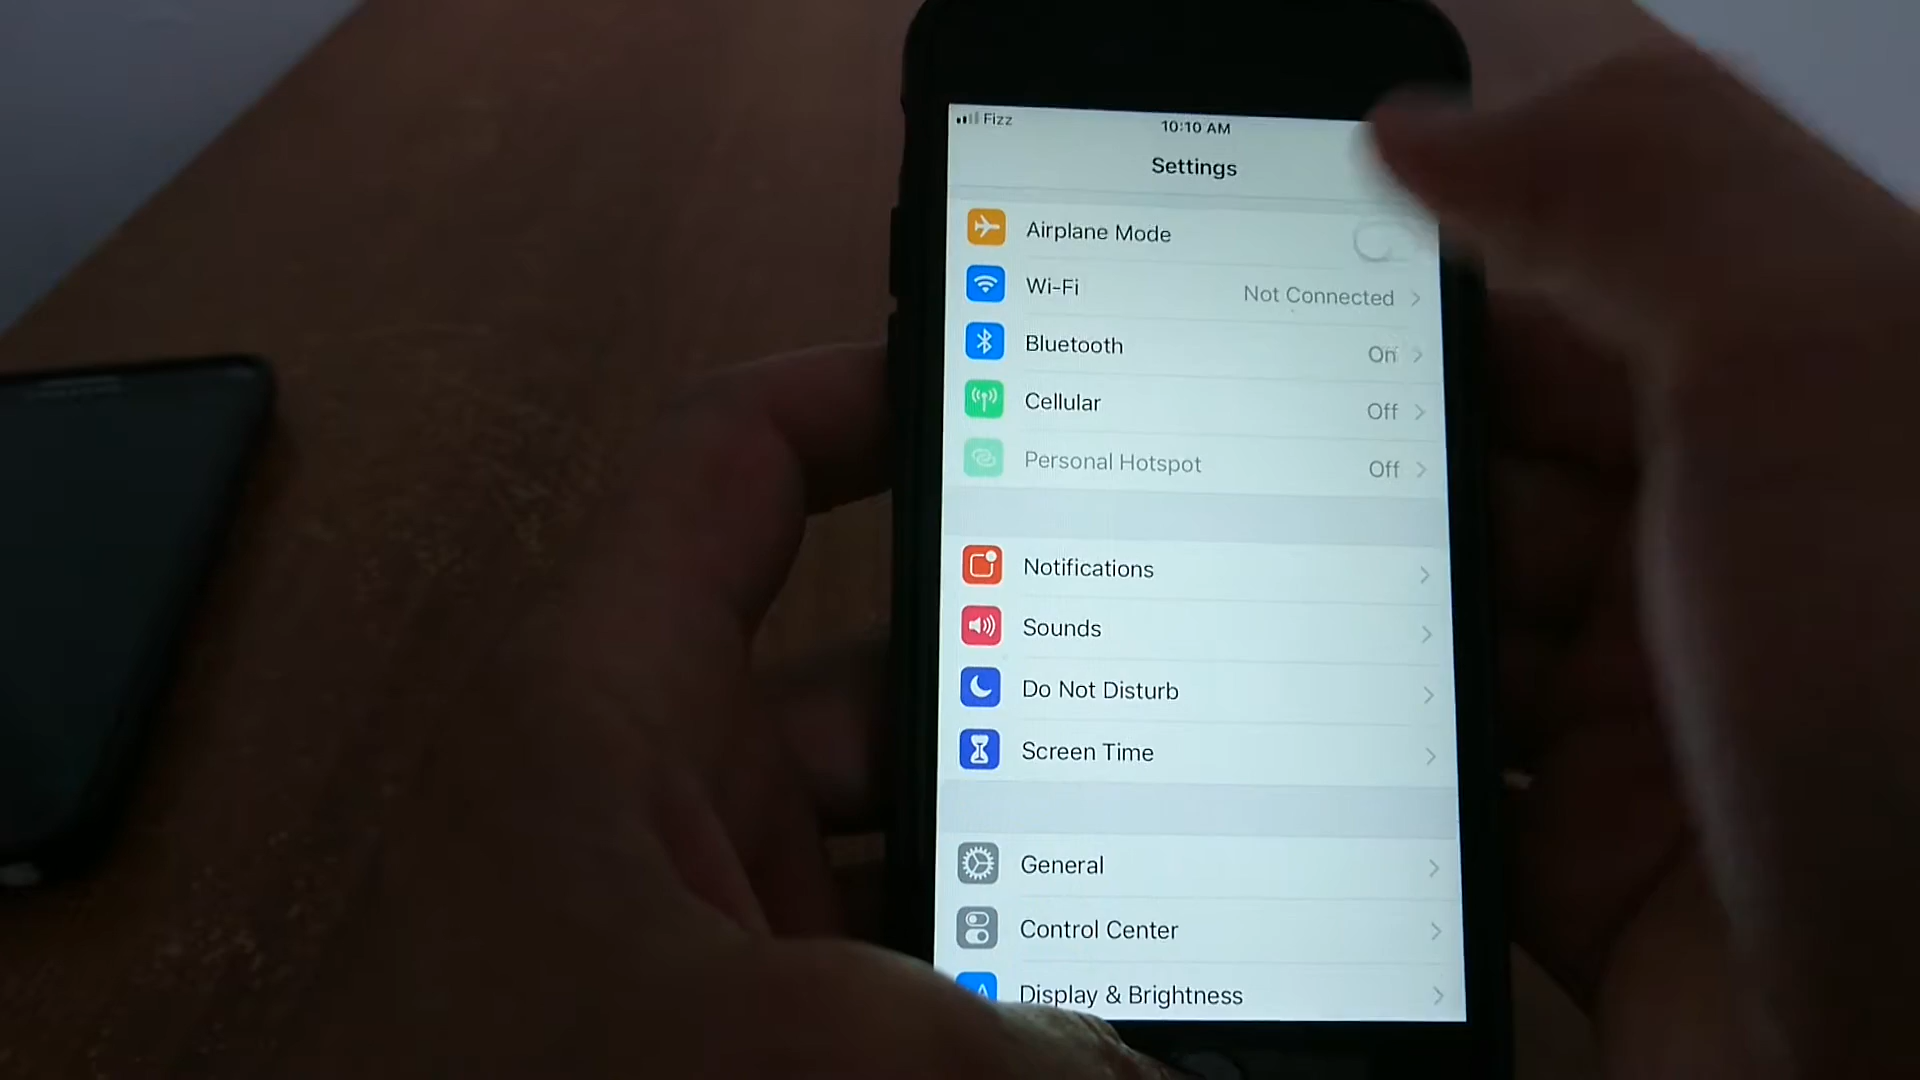 Fizz
10:10 AM
Settings
Airplane Mode
Wi-Fi Not Connected
Bluetooth On
Cellular Off
Personal Hotspot Off
Notifications
Sounds
Do Not Disturb
Screen Time
General
Control Center
Display & Brightness